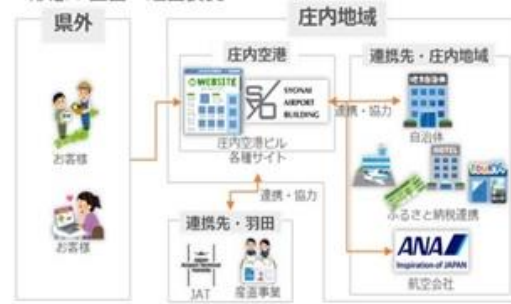 県外
お客様
お客様
庄内地域
庄内空港
WEBSITE
SYONAI
AIRPORT
BUILDING
庄内空港ビル
各種サイト
連携・協力
連携・協力
連携先・羽田
JAT
産直事業
連携先・庄内地域
自治体
HOTEL
ふるさと納税連携
ANA
Inspiration of JAPAN
航空会社